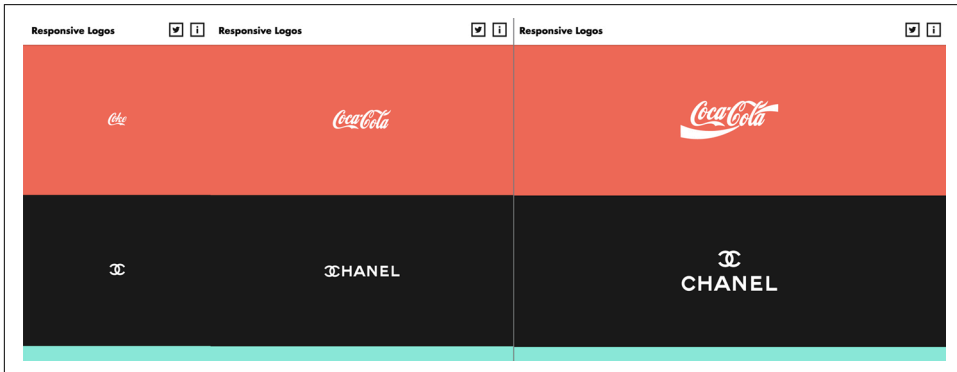 Responsive Logos
Responsive Logos
Responsive Logos
Coke
Coca-Cola
Coca-Cola
CHANEL
CHANEL